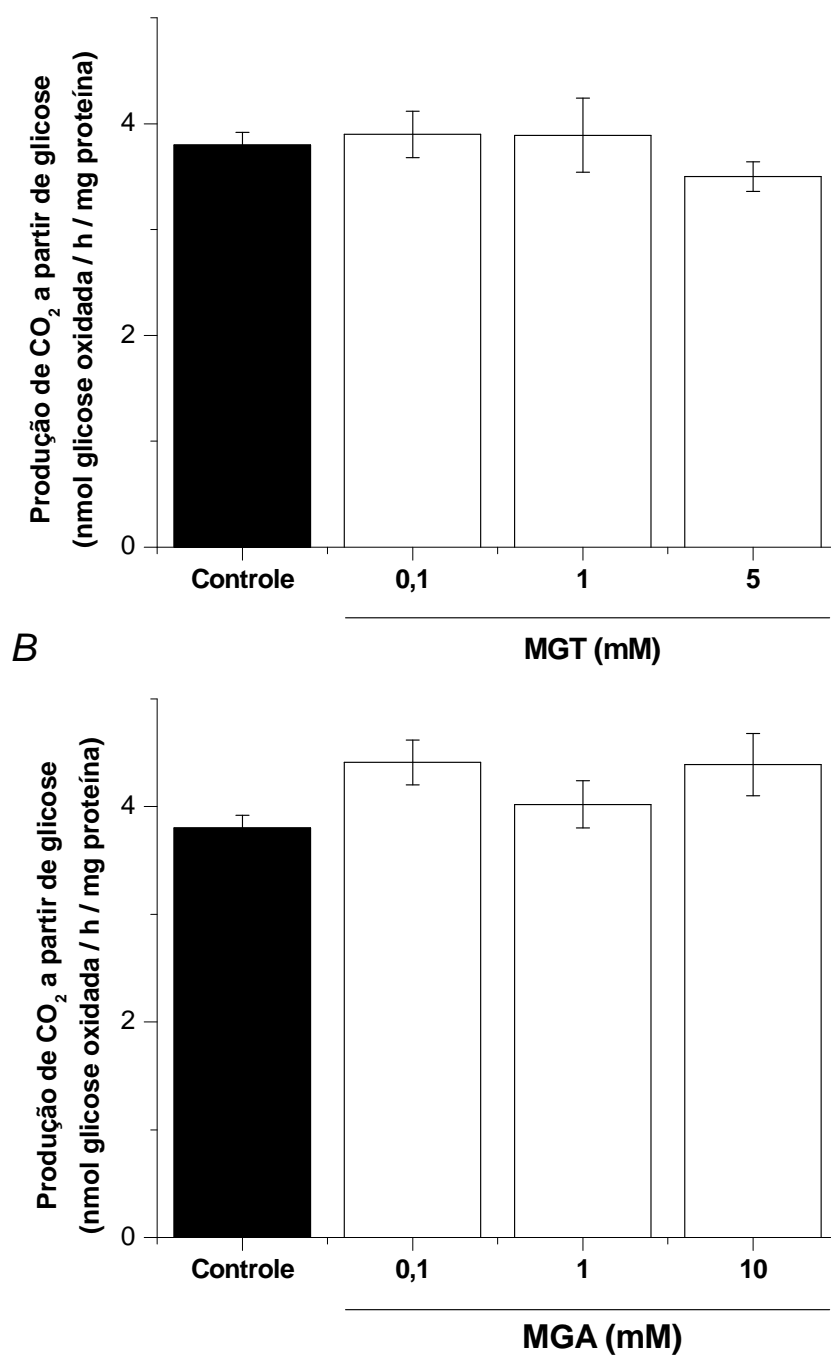 Produção de CO₂ a partir de glicose
(nmol glicose oxidada / h / mg proteína)
4
2
0
Controle 0,1 1 5
MGT (mM)
B
Produção de CO₂ a partir de glicose
(nmol glicose oxidada / h / mg proteína)
4
2
0
Controle 0,1 1 10
MGA (mM)